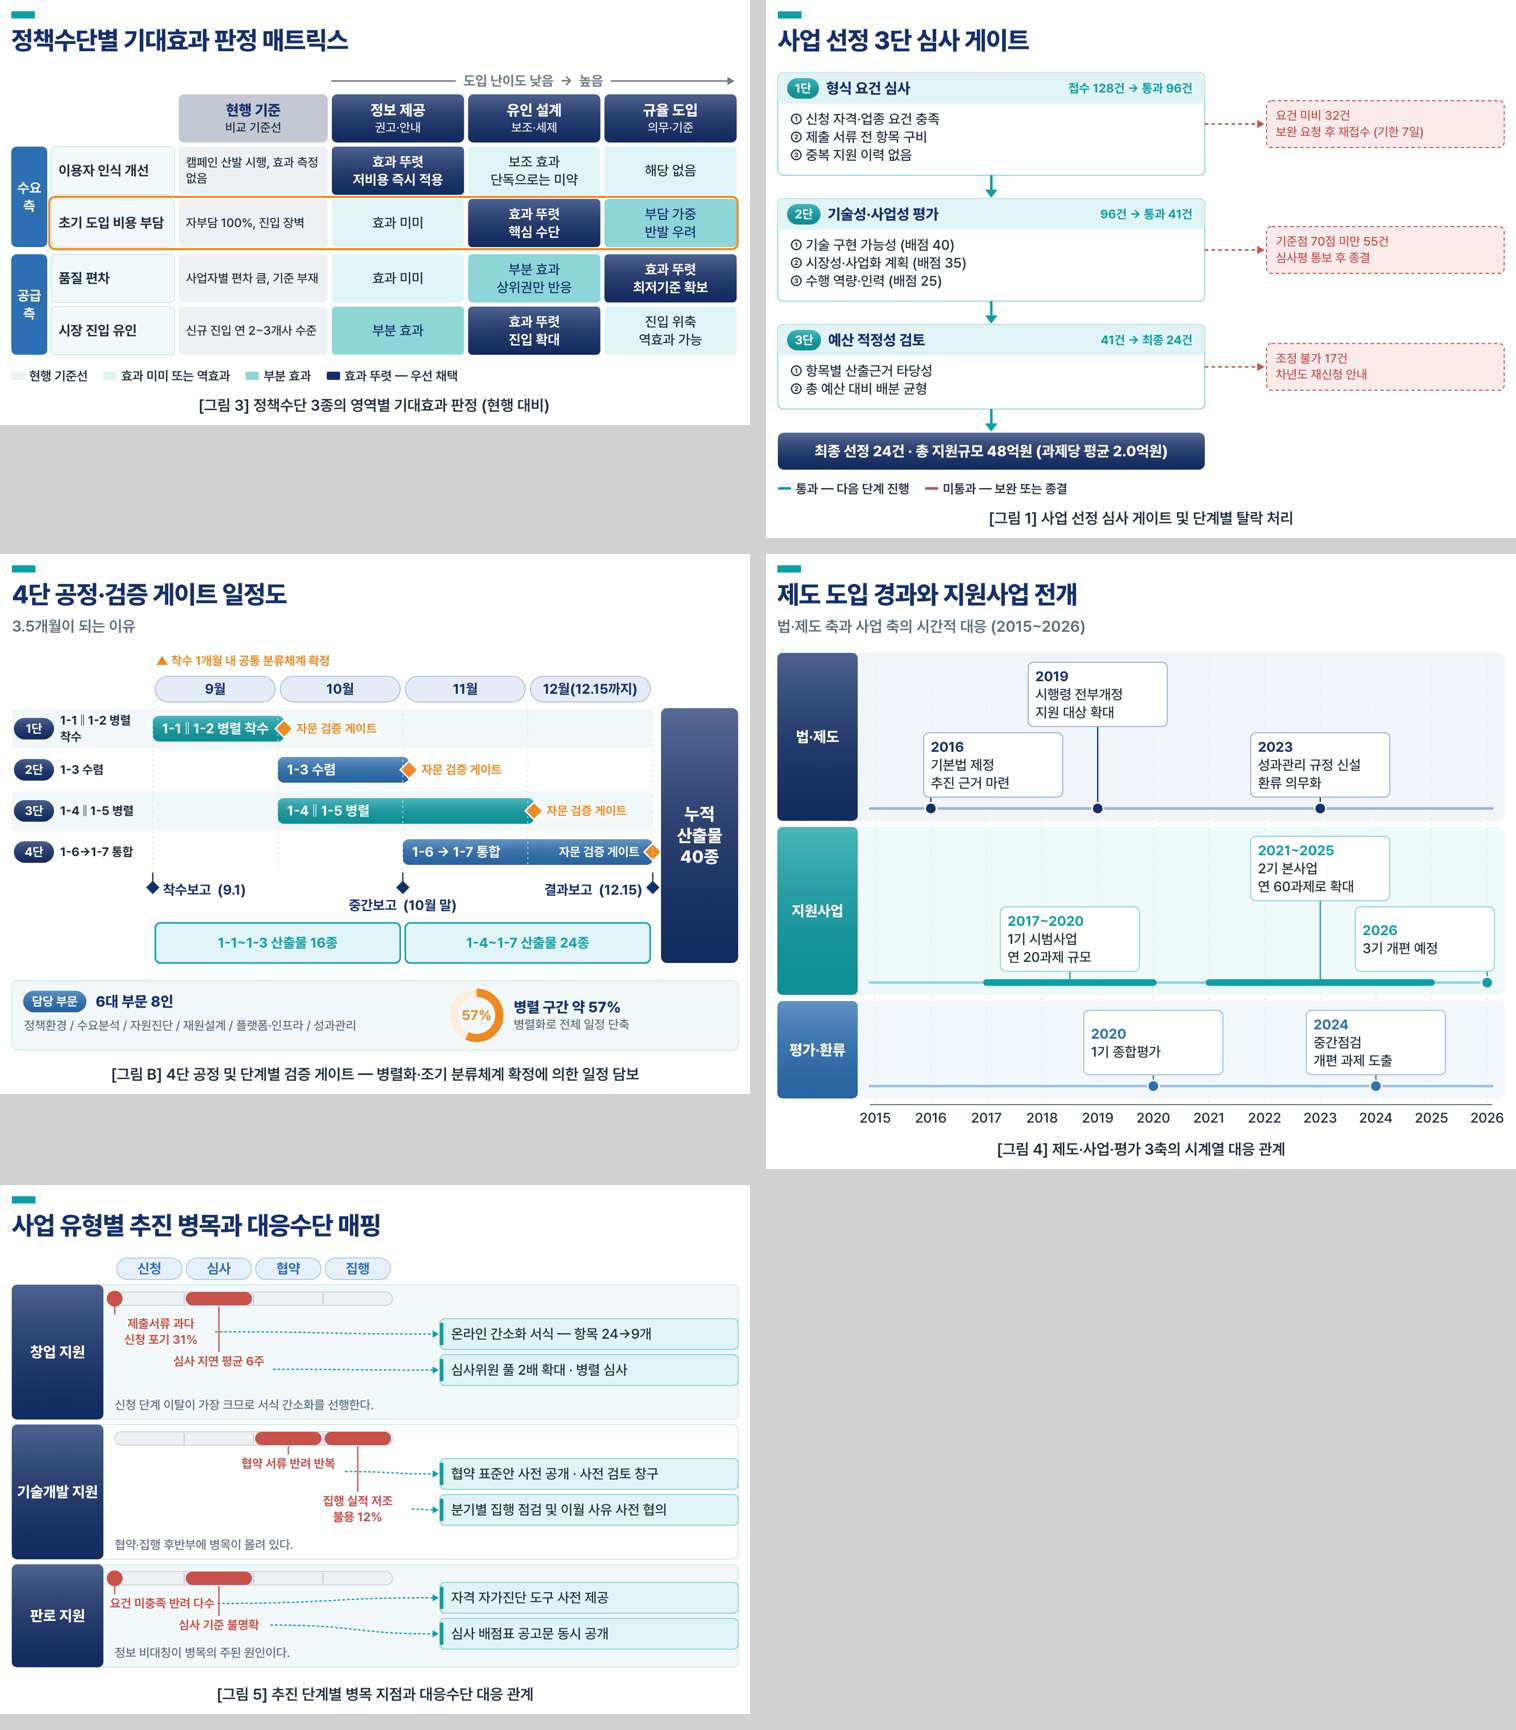 정책수단별 기대효과 판정 매트릭스
도입 난이도 낮음 → 높음
현행 기준
비교 기준선
정보 제공
권고·안내
유인 설계
보조·세제
규율 도입
의무·기준
수요
측
이용자 인식 개선
캠페인 산발 시행, 효과 측정
없음
효과 뚜렷
저비용 즉시 적용
보조 효과
단독으로는 미약
해당 없음
초기 도입 비용 부담
자부담 100%, 진입 장벽
효과 미미
효과 뚜렷
핵심 수단
부담 가중
반발 우려
공급
측
품질 편차
사업자별 편차 큼, 기준 부재
효과 미미
부분 효과
상위권만 반응
효과 뚜렷
최저기준 확보
시장 진입 유인
신규 진입 연 2~3개사 수준
부분 효과
효과 뚜렷
진입 확대
진입 위축
역효과 가능
현행 기준선
효과 미미 또는 역효과
부분 효과
효과 뚜렷 — 우선 채택
[그림 3] 정책수단 3종의 영역별 기대효과 판정 (현행 대비)
사업 선정 3단 심사 게이트
1단 형식 요건 심사 접수 128건 → 통과 96건
① 신청 자격·업종 요건 충족
② 제출 서류 전 항목 구비
③ 중복 지원 이력 없음
요건 미비 32건
보완 요청 후 재접수 (기한 7일)
2단 기술성·사업성 평가 96건 → 통과 41건
① 기술 구현 가능성 (배점 40)
② 시장성·사업화 계획 (배점 35)
③ 수행 역량·인력 (배점 25)
기준점 70점 미만 55건
심사평 통보 후 종결
3단 예산 적정성 검토 41건 → 최종 24건
① 항목별 산출근거 타당성
② 총 예산 대비 배분 균형
조정 불가 17건
차년도 재신청 안내
최종 선정 24건 · 총 지원규모 48억원 (과제당 평균 2.0억원)
통과 — 다음 단계 진행
미통과 — 보완 또는 종결
[그림 1] 사업 선정 심사 게이트 및 단계별 탈락 처리
4단 공정·검증 게이트 일정도
3.5개월이 되는 이유
▲ 착수 1개월 내 공통 분류체계 확정
9월
10월
11월
12월(12.15까지)
1단
1-1 ∥ 1-2 병렬
착수
1-1 ∥ 1-2 병렬 착수
자문 검증 게이트
2단
1-3 수렴
1-3 수렴
자문 검증 게이트
3단
1-4 ∥ 1-5 병렬
1-4 ∥ 1-5 병렬
자문 검증 게이트
4단
1-6→1-7 통합
1-6 → 1-7 통합
자문 검증 게이트
누적
산출물
40종
착수보고 (9.1)
중간보고 (10월 말)
결과보고 (12.15)
1-1~1-3 산출물 16종
1-4~1-7 산출물 24종
담당 부문 6대 부문 8인
정책환경 / 수요분석 / 자원진단 / 재원설계 / 플랫폼·인프라 / 성과관리
57%
병렬 구간 약 57%
병렬화로 전체 일정 단축
[그림 B] 4단 공정 및 단계별 검증 게이트 — 병렬화·조기 분류체계 확정에 의한 일정 담보
제도 도입 경과와 지원사업 전개
법·제도 축과 사업 축의 시간적 대응 (2015~2026)
법·제도
2016
기본법 제정
추진 근거 마련
2019
시행령 전부개정
지원 대상 확대
2023
성과관리 규정 신설
환류 의무화
지원사업
2017~2020
1기 시범사업
연 20과제 규모
2021~2025
2기 본사업
연 60과제로 확대
2026
3기 개편 예정
평가·환류
2020
1기 종합평가
2024
중간점검
개편 과제 도출
2015 2016 2017 2018 2019 2020 2021 2022 2023 2024 2025 2026
[그림 4] 제도·사업·평가 3축의 시계열 대응 관계
사업 유형별 추진 병목과 대응수단 매핑
신청
심사
협약
집행
창업 지원
제출서류 과다
신청 포기 31%
심사 지연 평균 6주
온라인 간소화 서식 — 항목 24→9개
심사위원 풀 2배 확대 · 병렬 심사
신청 단계 이탈이 가장 크므로 서식 간소화를 선행한다.
기술개발 지원
협약 서류 반려 반복
집행 실적 저조
불용 12%
협약 표준안 사전 공개 · 사전 검토 창구
분기별 집행 점검 및 이월 사유 사전 협의
협약·집행 후반부에 병목이 몰려 있다.
판로 지원
요건 미충족 반려 다수
심사 기준 불명확
자격 자가진단 도구 사전 제공
심사 배점표 공고문 동시 공개
정보 비대칭이 병목의 주된 원인이다.
[그림 5] 추진 단계별 병목 지점과 대응수단 대응 관계